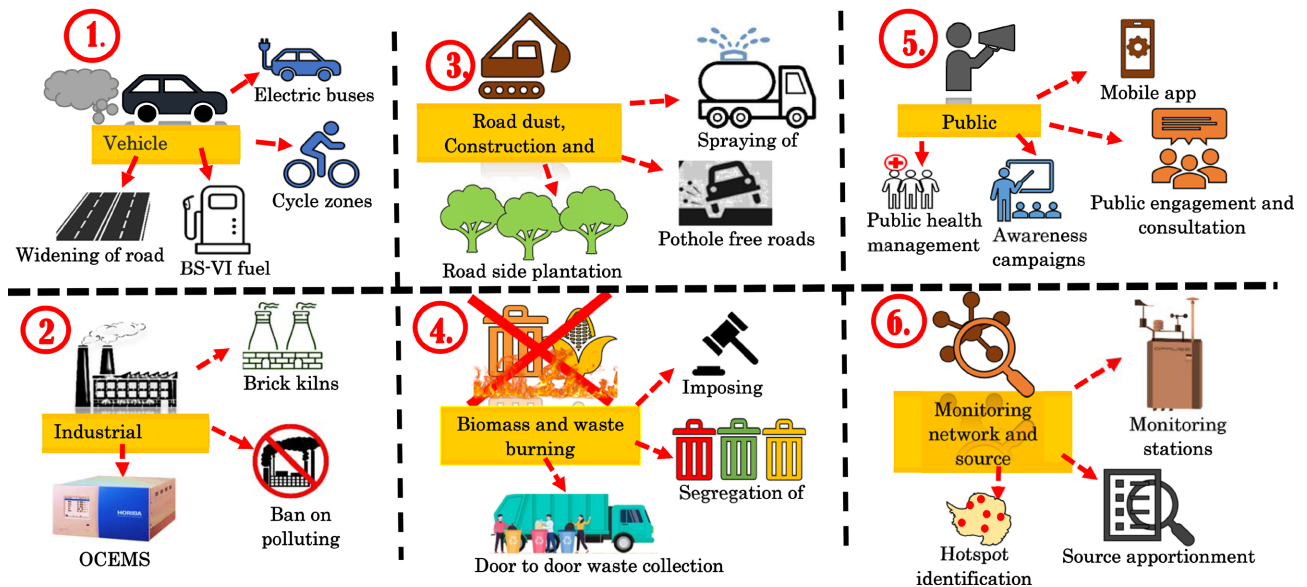 1.
Electric buses
Vehicle
Cycle zones
Widening of road
BS-VI fuel
3.
Road dust,
Construction and
Spraying of
Pothole free roads
Road side plantation
5.
Mobile app
Public
Public health
management
Awareness
campaigns
Public engagement and
consultation
2
Brick kilns
Industrial
HORIBA
OCEMS
Ban on
polluting
4.
Imposing
Biomass and waste
burning
Segregation of
Door to door waste collection
6.
Monitoring
network and
source
Monitoring
stations
Hotspot
identification
Source apportionment